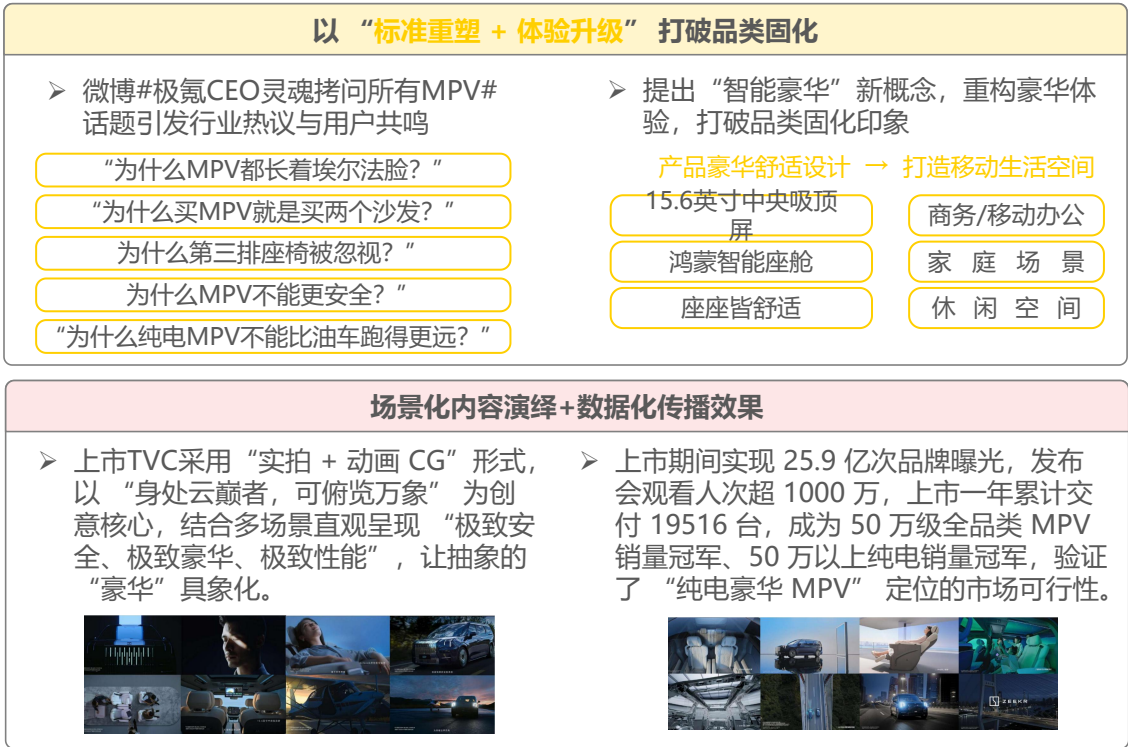 以 “标准重塑 + 体验升级” 打破品类固化
微博#极氪CEO灵魂拷问所有MPV#
话题引发行业热议与用户共鸣
“为什么MPV都长着埃尔法脸？”
“为什么买MPV就是买两个沙发？”
为什么第三排座椅被忽视？”
为什么MPV不能更安全？”
“为什么纯电MPV不能比油车跑得更远？”
提出“智能豪华”新概念，重构豪华体
验，打破品类固化印象
产品豪华舒适设计 → 打造移动生活空间
15.6英寸中央吸顶
屏
商务/移动办公
鸿蒙智能座舱
家 庭 场 景
座座皆舒适
休 闲 空 间
场景化内容演绎+数据化传播效果
上市TVC采用“实拍 + 动画 CG”形式，
以 “身处云巅者，可俯览万象” 为创
意核心，结合多场景直观呈现 “极致安
全、极致豪华、极致性能”，让抽象的
“豪华”具象化。
上市期间实现 25.9 亿次品牌曝光，发布
会观看人次超 1000 万，上市一年累计交
付 19516 台，成为 50 万级全品类 MPV
销量冠军、50 万以上纯电销量冠军，验证
了 “纯电豪华 MPV” 定位的市场可行性。
ZEEKR